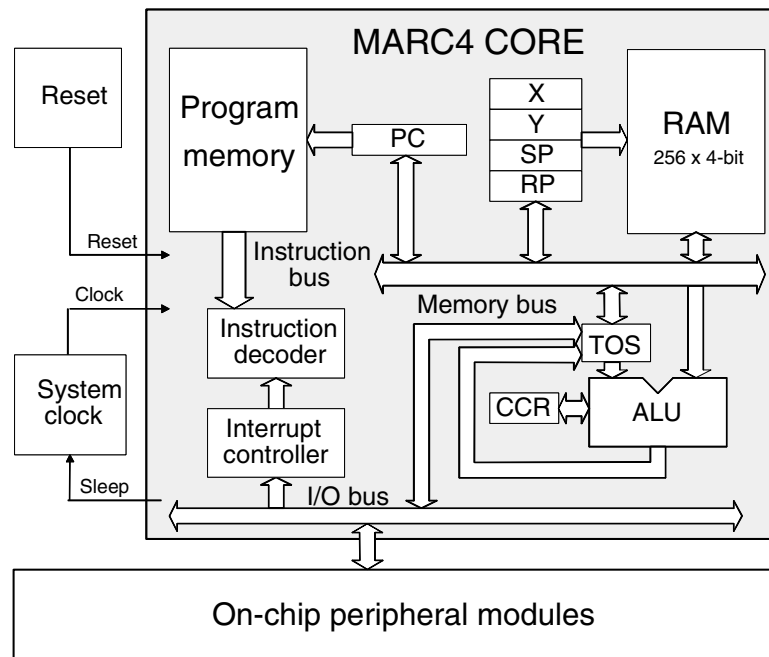 MARC4 CORE
Reset
Program
memory
PC
X
Y
SP
RP
RAM
256 x 4-bit
Reset
Instruction
bus
Clock
Memory bus
Instruction
decoder
TOS
System
clock
CCR
ALU
Interrupt
controller
Sleep
I/O bus
On-chip peripheral modules